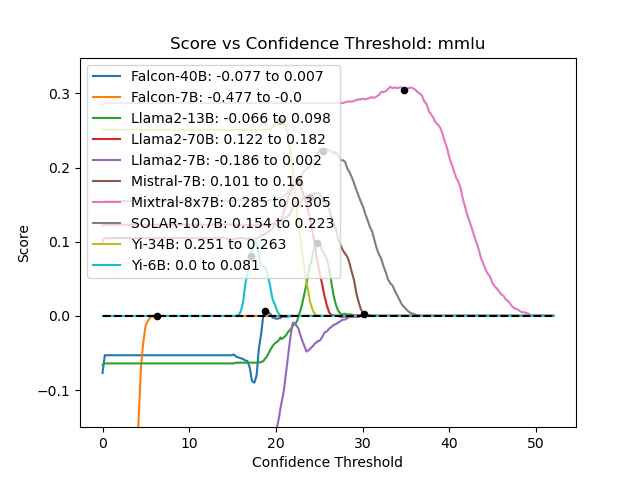 Score vs Confidence Threshold: mmlu
Falcon-40B: -0.077 to 0.007
Falcon-7B: -0.477 to -0.0
Llama2-13B: -0.066 to 0.098
Llama2-70B: 0.122 to 0.182
Llama2-7B: -0.186 to 0.002
Mistral-7B: 0.101 to 0.16
Mixtral-8x7B: 0.285 to 0.305
SOLAR-10.7B: 0.154 to 0.223
Yi-34B: 0.251 to 0.263
Yi-6B: 0.0 to 0.081
Score
0.3
0.2
0.1
0.0
−0.1
0 10 20 30 40 50
Confidence Threshold